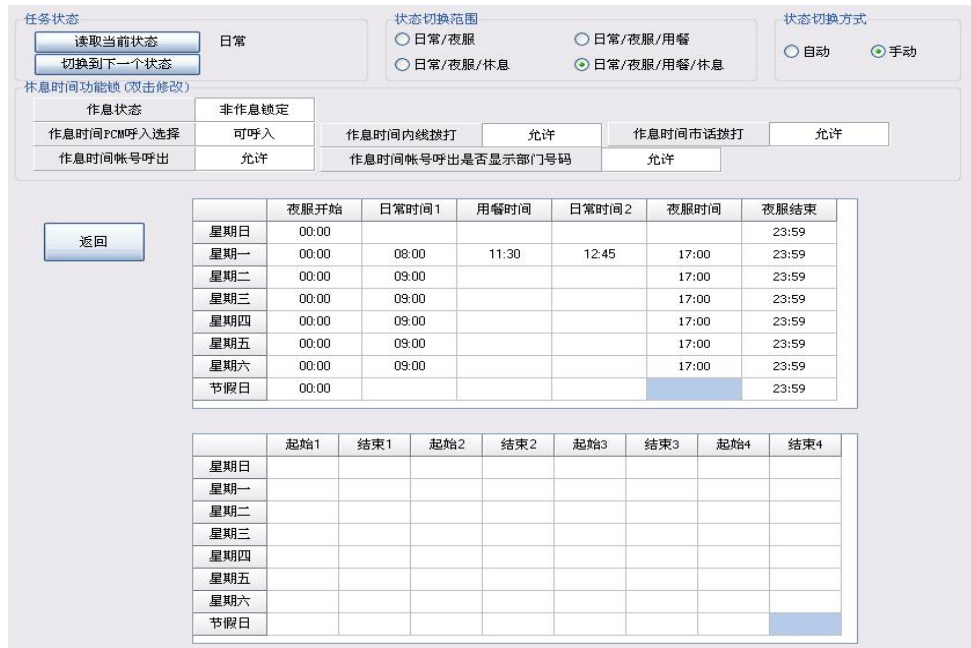 任务状态
状态切换范围
状态切换方式
读取当前状态 日常
日常/夜服 日常/夜服/用餐
自动 手动
切换到下一个状态
日常/夜服/休息 日常/夜服/用餐/休息
休息时间功能锁(双击修改)
作息状态 非作息锁定
作息时间PCM呼入选择 可呼入 作息时间内线拨打 允许 作息时间市话拨打 允许
作息时间帐号呼出 允许 作息时间帐号呼出是否显示部门号码 允许
返回
夜服开始 日常时间1 用餐时间 日常时间2 夜服时间 夜服结束
星期日 00:00 23:59
星期一 00:00 08:00 11:30 12:45 17:00 23:59
星期二 00:00 09:00 17:00 23:59
星期三 00:00 09:00 17:00 23:59
星期四 00:00 09:00 17:00 23:59
星期五 00:00 09:00 17:00 23:59
星期六 00:00 09:00 17:00 23:59
节假日 00:00 23:59
起始1 结束1 起始2 结束2 起始3 结束3 起始4 结束4
星期日
星期一
星期二
星期三
星期四
星期五
星期六
节假日